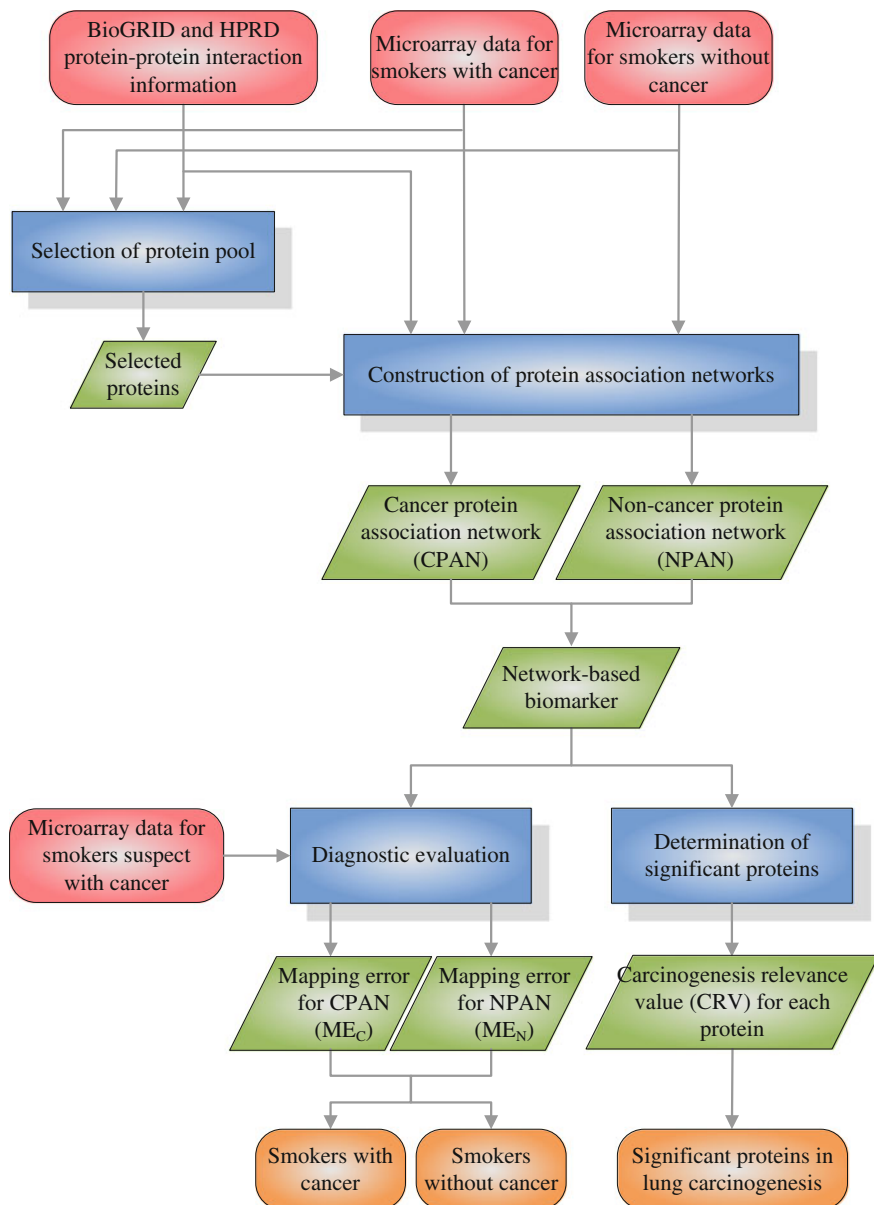 BioGRID and HPRD
protein-protein interaction
information
Microarray data for
smokers with cancer
Microarray data
for smokers without
cancer
Selection of protein pool
Selected
proteins
Construction of protein association networks
Cancer protein
association network
(CPAN)
Non-cancer protein
association network
(NPAN)
Network-based
biomarker
Microarray data for
smokers suspect
with cancer
Diagnostic evaluation
Determination of
significant proteins
Mapping error
for CPAN
(MEC)
Mapping error
for NPAN
(MEN)
Carcinogenesis relevance
value (CRV) for each
protein
Smokers with
cancer
Smokers
without cancer
Significant proteins in
lung carcinogenesis